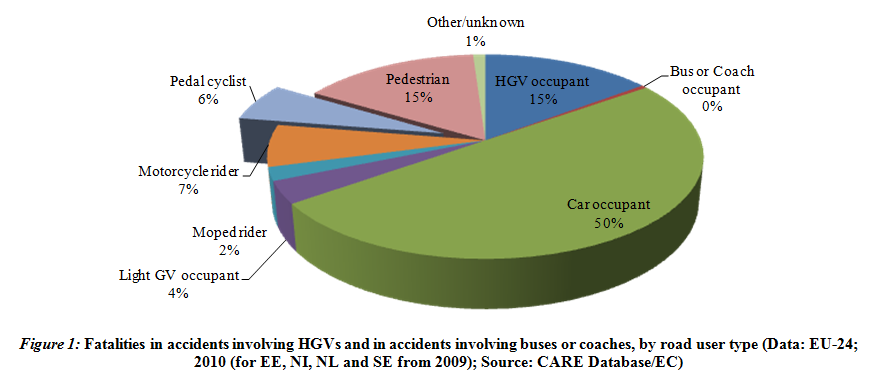 Other/unknown
1%
Pedal cyclist
6%
Pedestrian
15%
HGV occupant
15%
Bus or Coach
occupant
0%
Motorcycle rider
7%
Car occupant
50%
Moped rider
2%
Light GV occupant
4%
Figure 1: Fatalities in accidents involving HGVs and in accidents involving buses or coaches, by road user type (Data: EU-24;
2010 (for EE, NI, NL and SE from 2009); Source: CARE Database/EC)